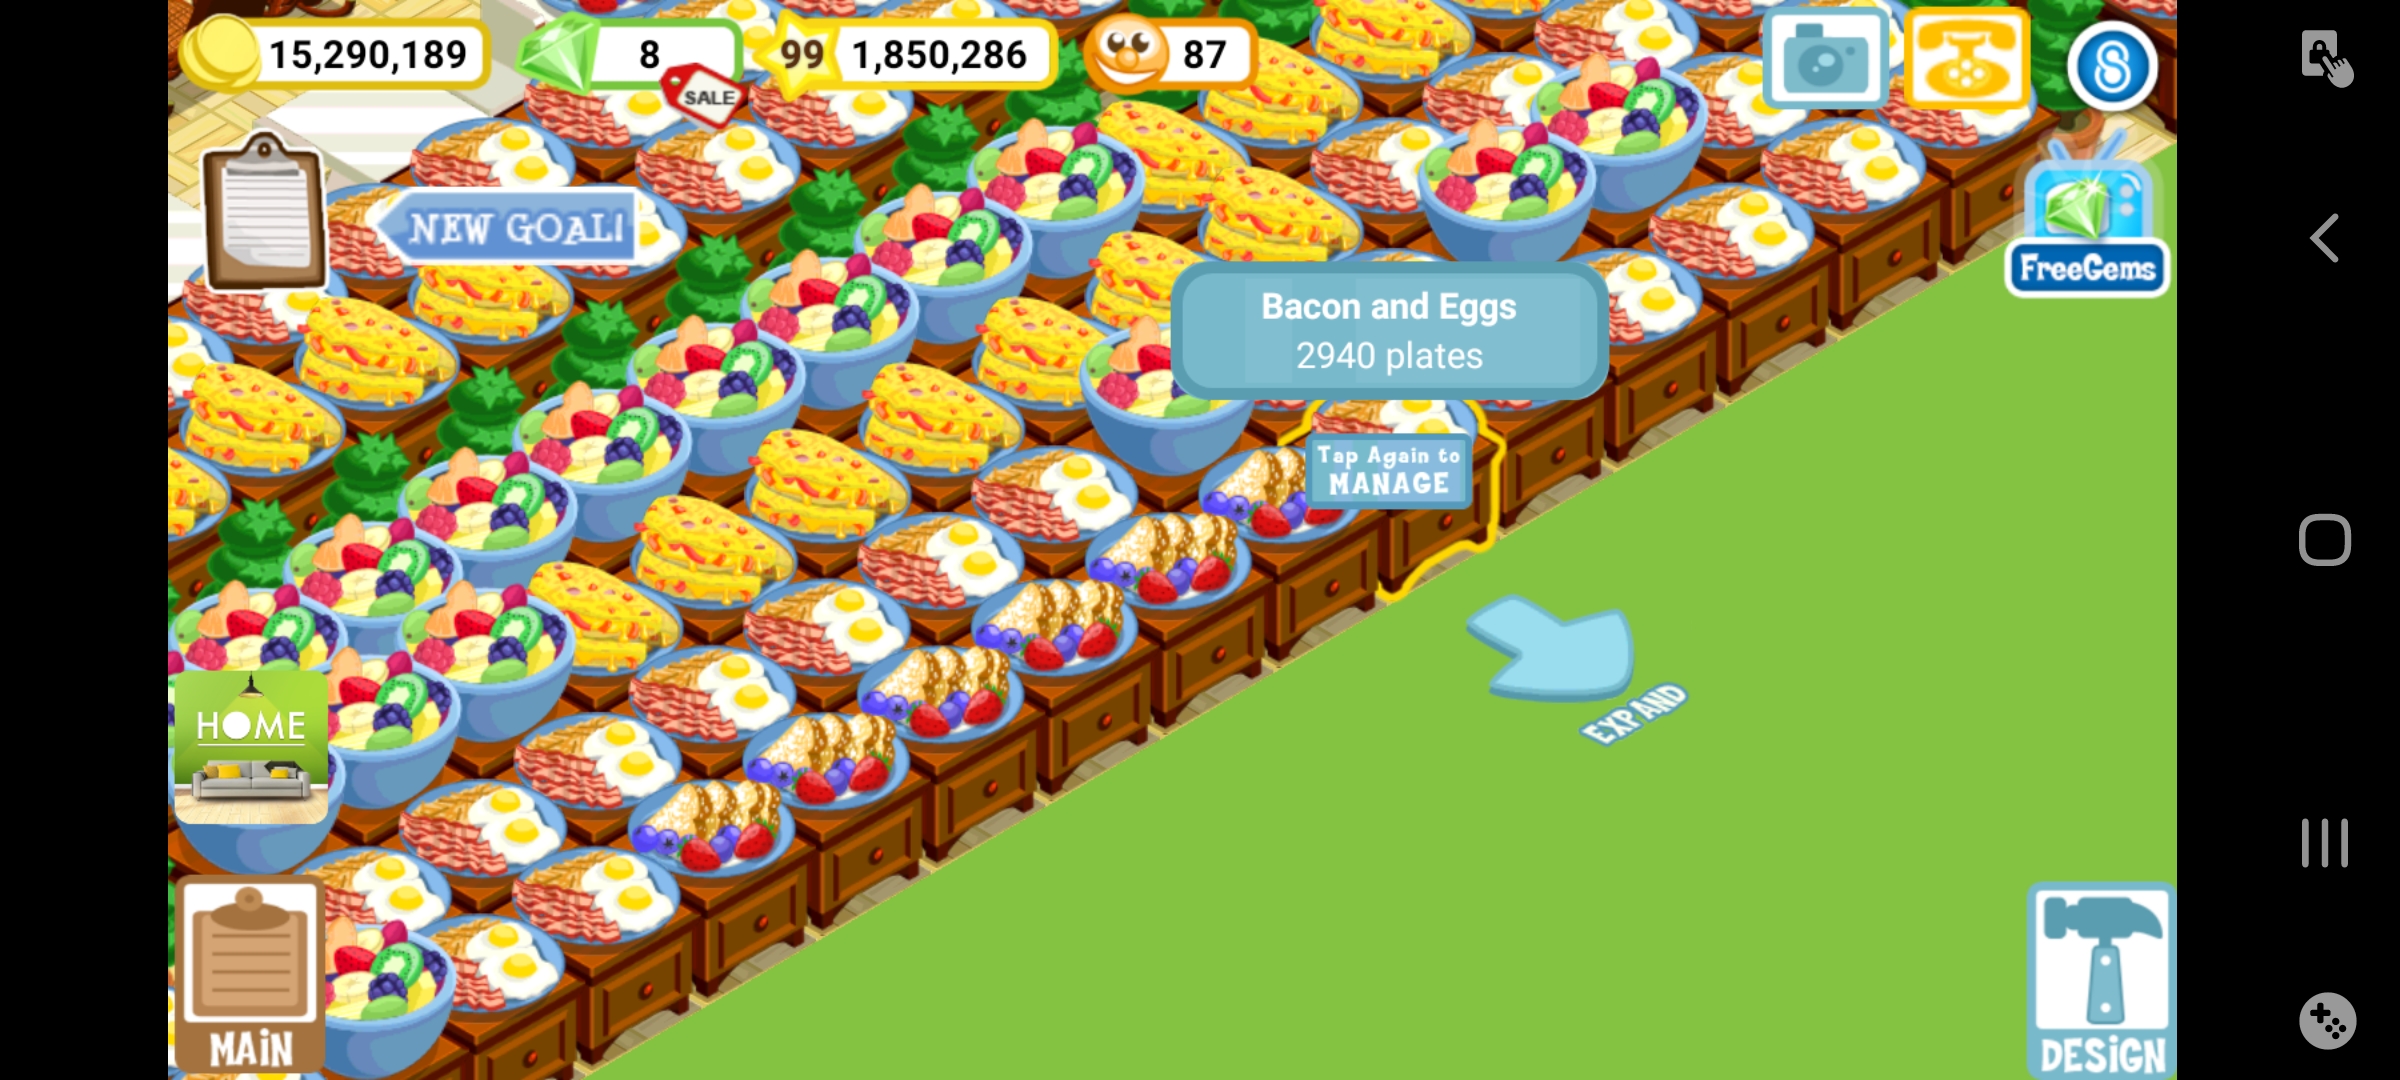 15,290,189
8
SALE
99
1,850,286
87
NEW GOAL!
FreeGems
Bacon and Eggs
2940 plates
Tap Again to
MANAGE
EXPAND
HOME
MAIN
DESIGN